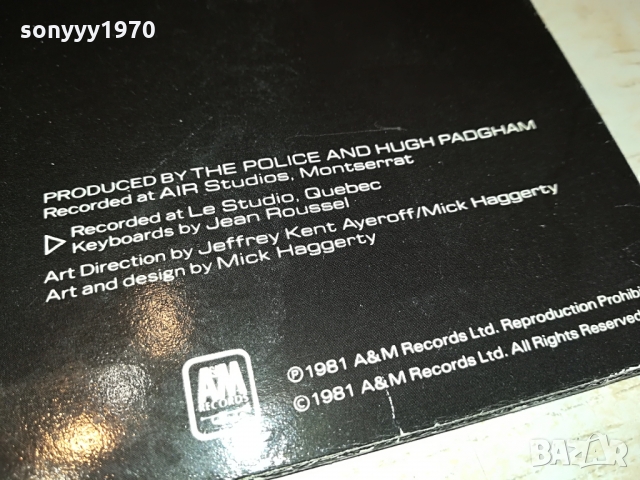 sonyyy1970
PRODUCED BY THE POLICE AND HUGH PADGHAM
Recorded at AIR Studios, Montserrat
▷ Recorded at Le Studio, Quebec
Keyboards by Jean Roussel
Art Direction by Jeffrey Kent Ayeroff/Mick Haggerty
Art and design by Mick Haggerty
A&M
RECORDS
℗1981 A&M Records Ltd. Reproduction Prohibi
©1981 A&M Records Ltd. All Rights Reserved
BAZAR